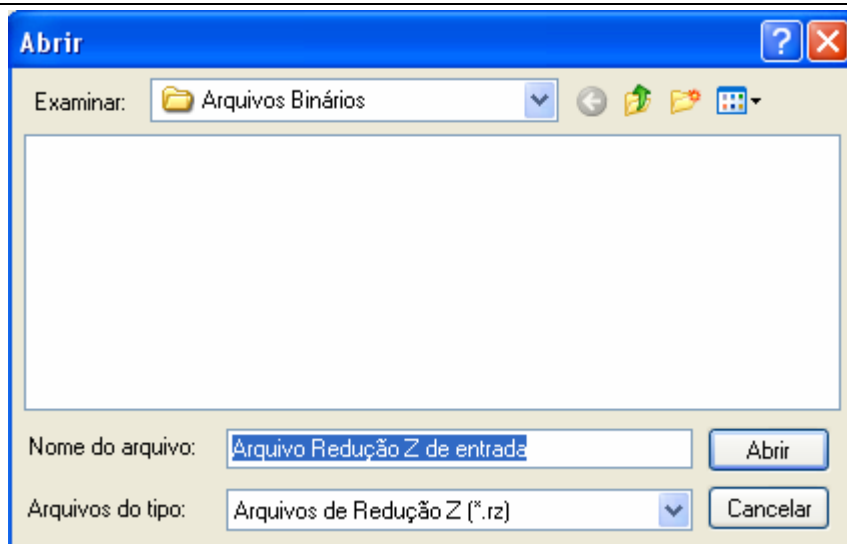 Abrir
Examinar: Arquivos Binários
Nome do arquivo: Arquivo Redução Z de entrada Abrir
Arquivos do tipo: Arquivos de Redução Z (*.rz) Cancelar